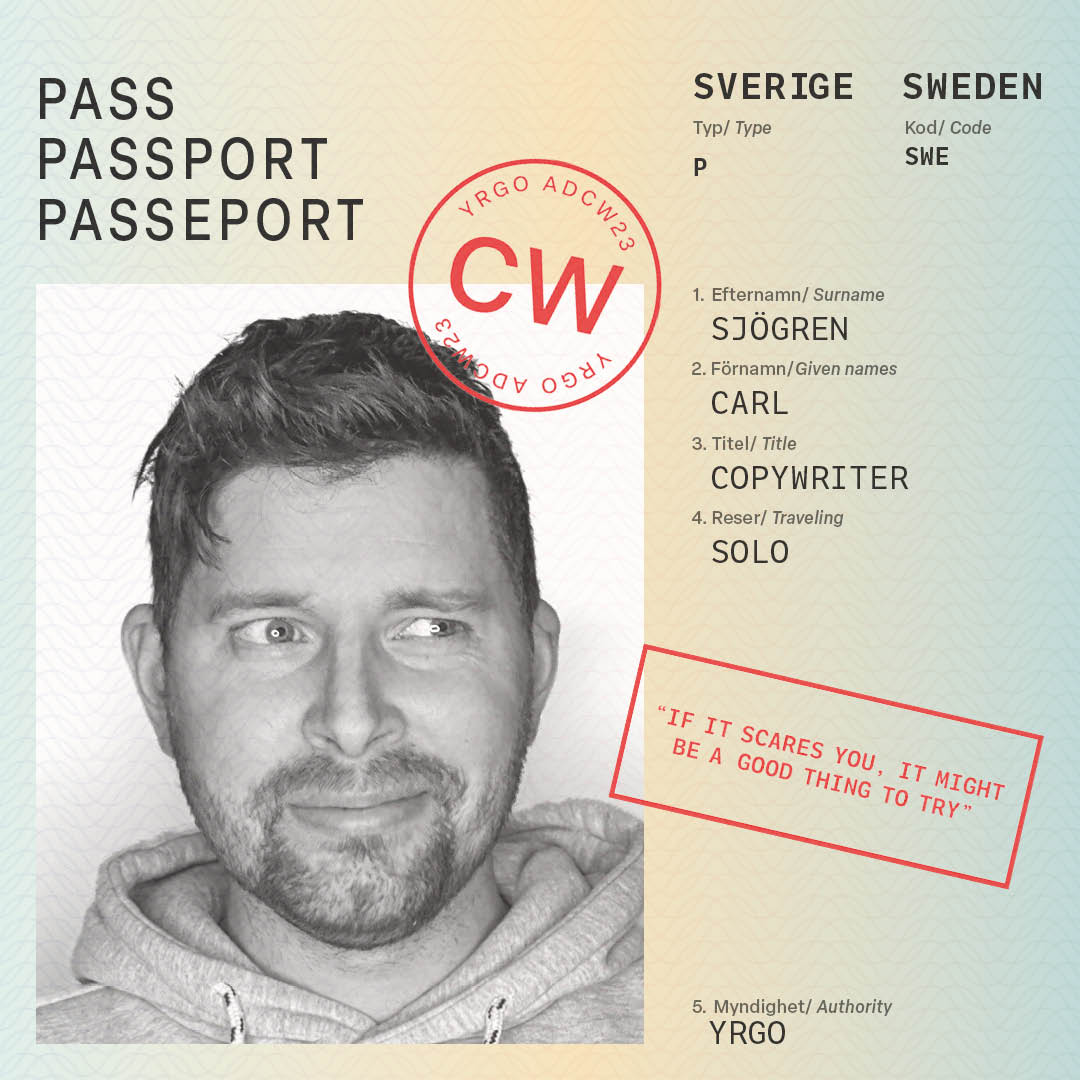 PASS
PASSPORT
PASSEPORT
SVERIGE
SWEDEN
Typ/ Type
P
Kod/ Code
SWE
YRGO ADCW23
CW
YRGO ADCW23
1. Efternamn/ Surname
SJÖGREN
2. Förnamn/Given names
CARL
3. Titel/ Title
COPYWRITER
4. Reser/ Traveling
SOLO
“IF IT SCARES YOU, IT MIGHT
BE A GOOD THING TO TRY”
5. Myndighet/ Authority
YRGO